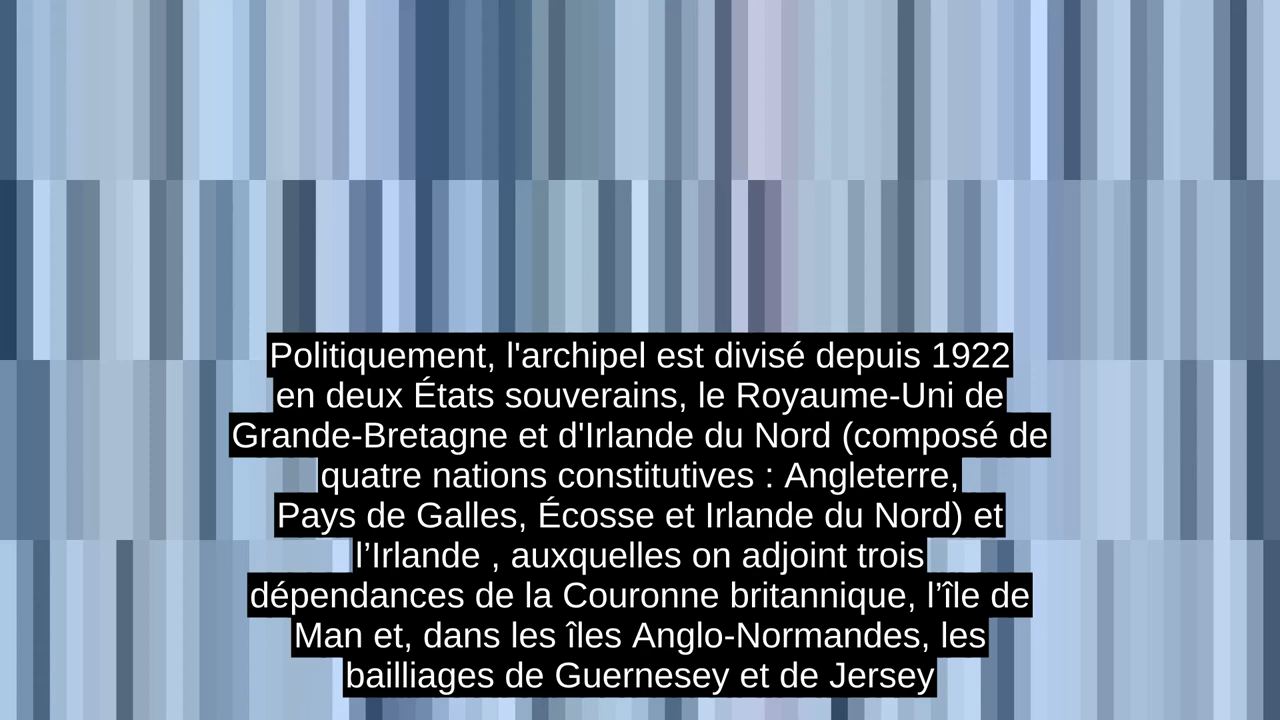 Politiquement, l'archipel est divisé depuis 1922
en deux États souverains, le Royaume-Uni de
Grande-Bretagne et d'Irlande du Nord (composé de
quatre nations constitutives : Angleterre,
Pays de Galles, Écosse et Irlande du Nord) et
l’Irlande , auxquelles on adjoint trois
dépendances de la Couronne britannique, l’île de
Man et, dans les îles Anglo-Normandes, les
bailliages de Guernesey et de Jersey